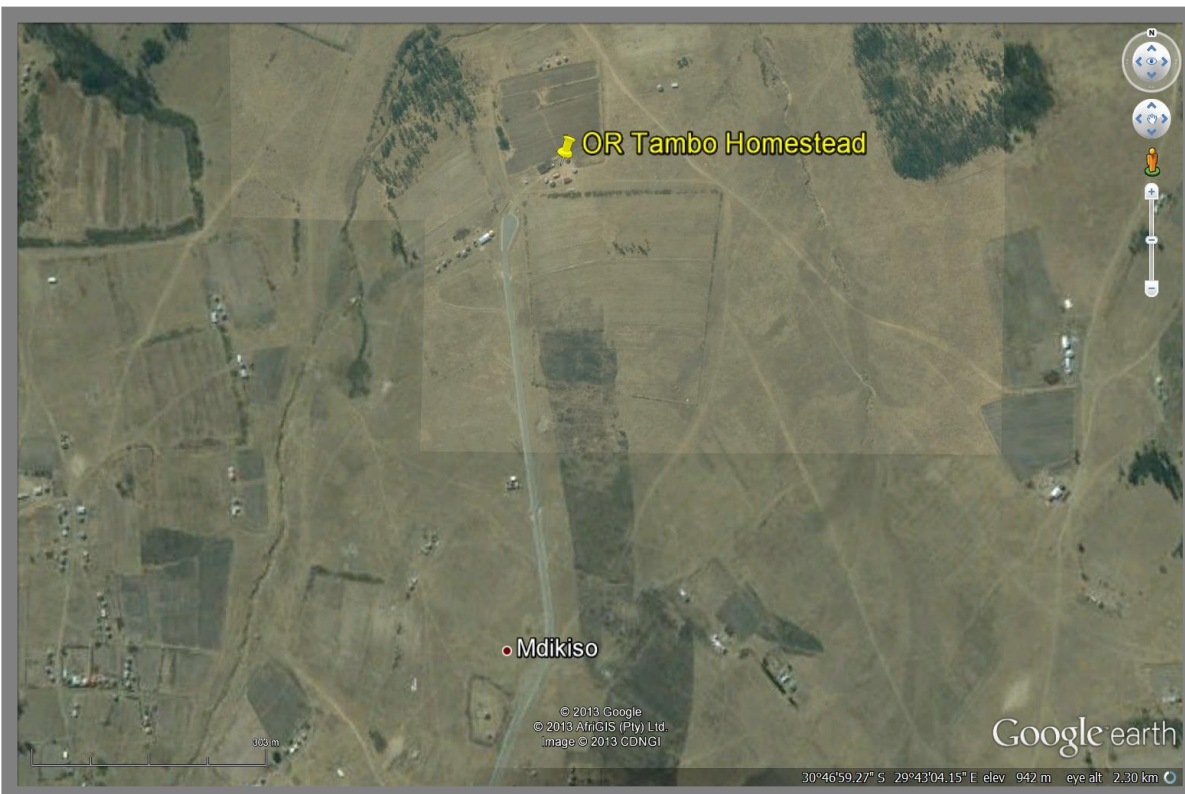 N
OR Tambo Homestead
Mdikiso
© 2013 Google
© 2013 AfriGIS (Pty) Ltd.
Image © 2013 CDNGI
303 m
Google earth
30°46'59.27" S 29°43'04.15" E elev 942 m eye alt 2.30 km